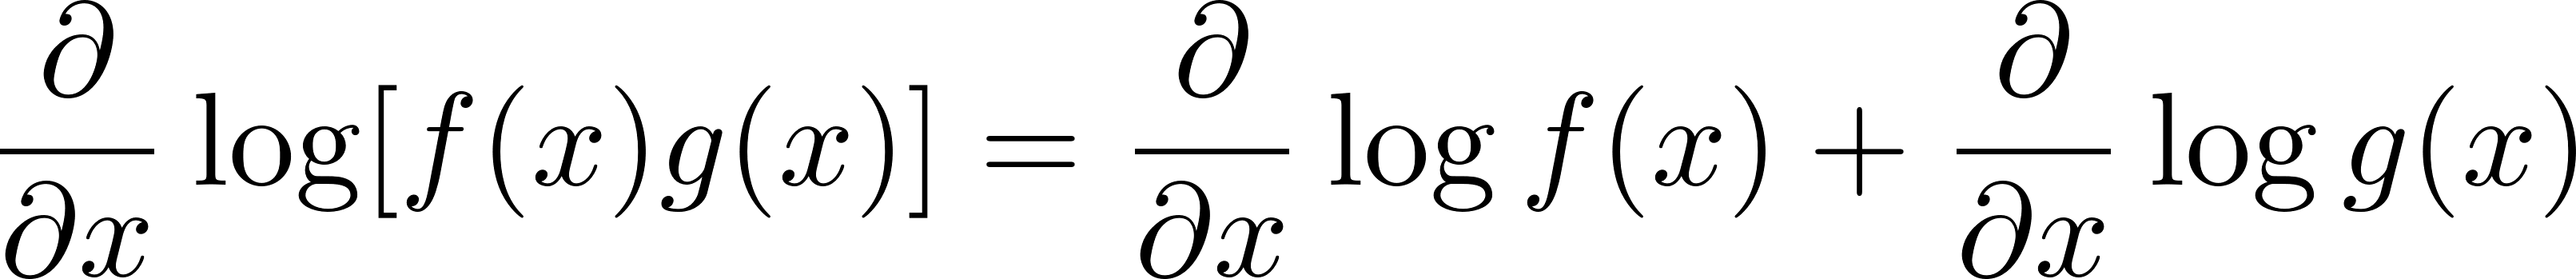 ∂/∂x log[f(x)g(x)] = ∂/∂x log f(x) + ∂/∂x log g(x)